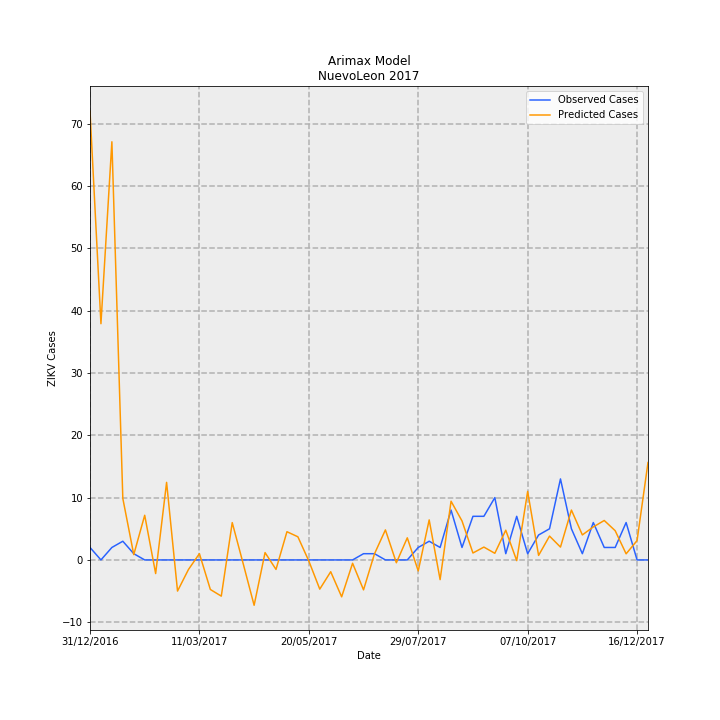 Arimax Model
NuevoLeon 2017
Observed Cases
Predicted Cases
70
60
50
40
30
20
10
0
−10
ZIKV Cases
31/12/2016 11/03/2017 20/05/2017 29/07/2017 07/10/2017 16/12/2017
Date